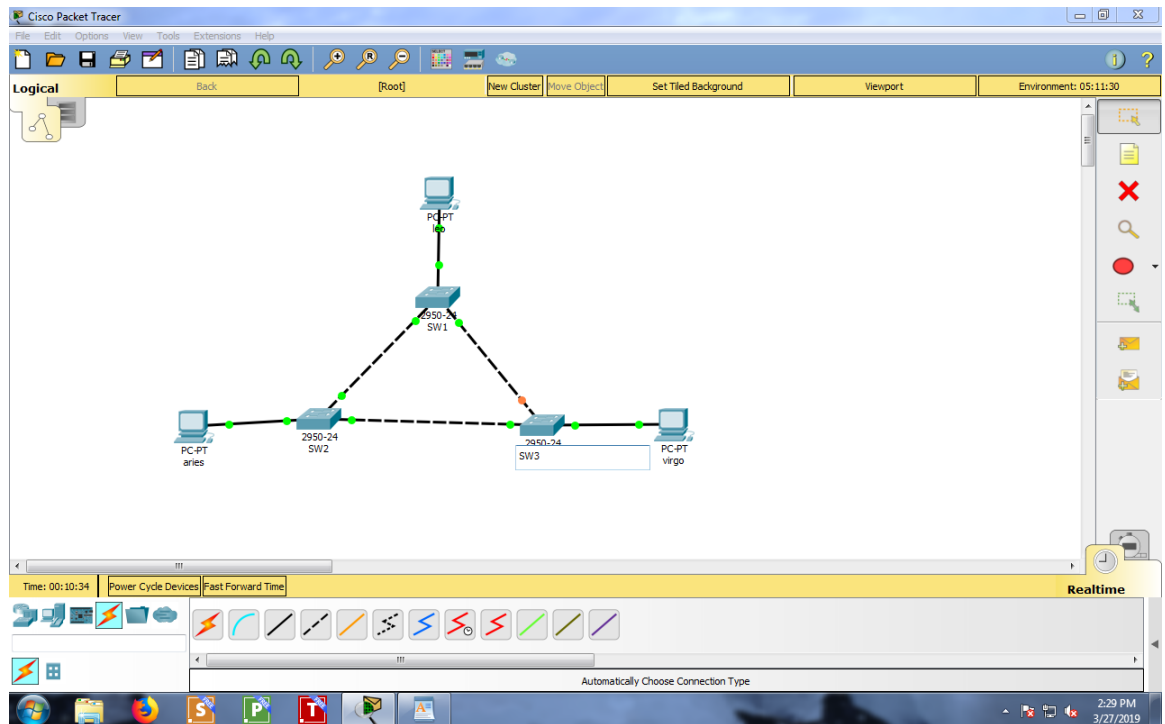 Cisco Packet Tracer
File Edit Options View Tools Extensions Help
Logical Back [Root] New Cluster Move Object Set Tiled Background Viewport Environment: 05:11:30
PC-PT
leo
2950-24
SW1
2950-24
SW2
2950-24
SW3
PC-PT
aries
PC-PT
virgo
Time: 00:10:34 Power Cycle Devices Fast Forward Time
Realtime
Automatically Choose Connection Type
2:29 PM
3/27/2019